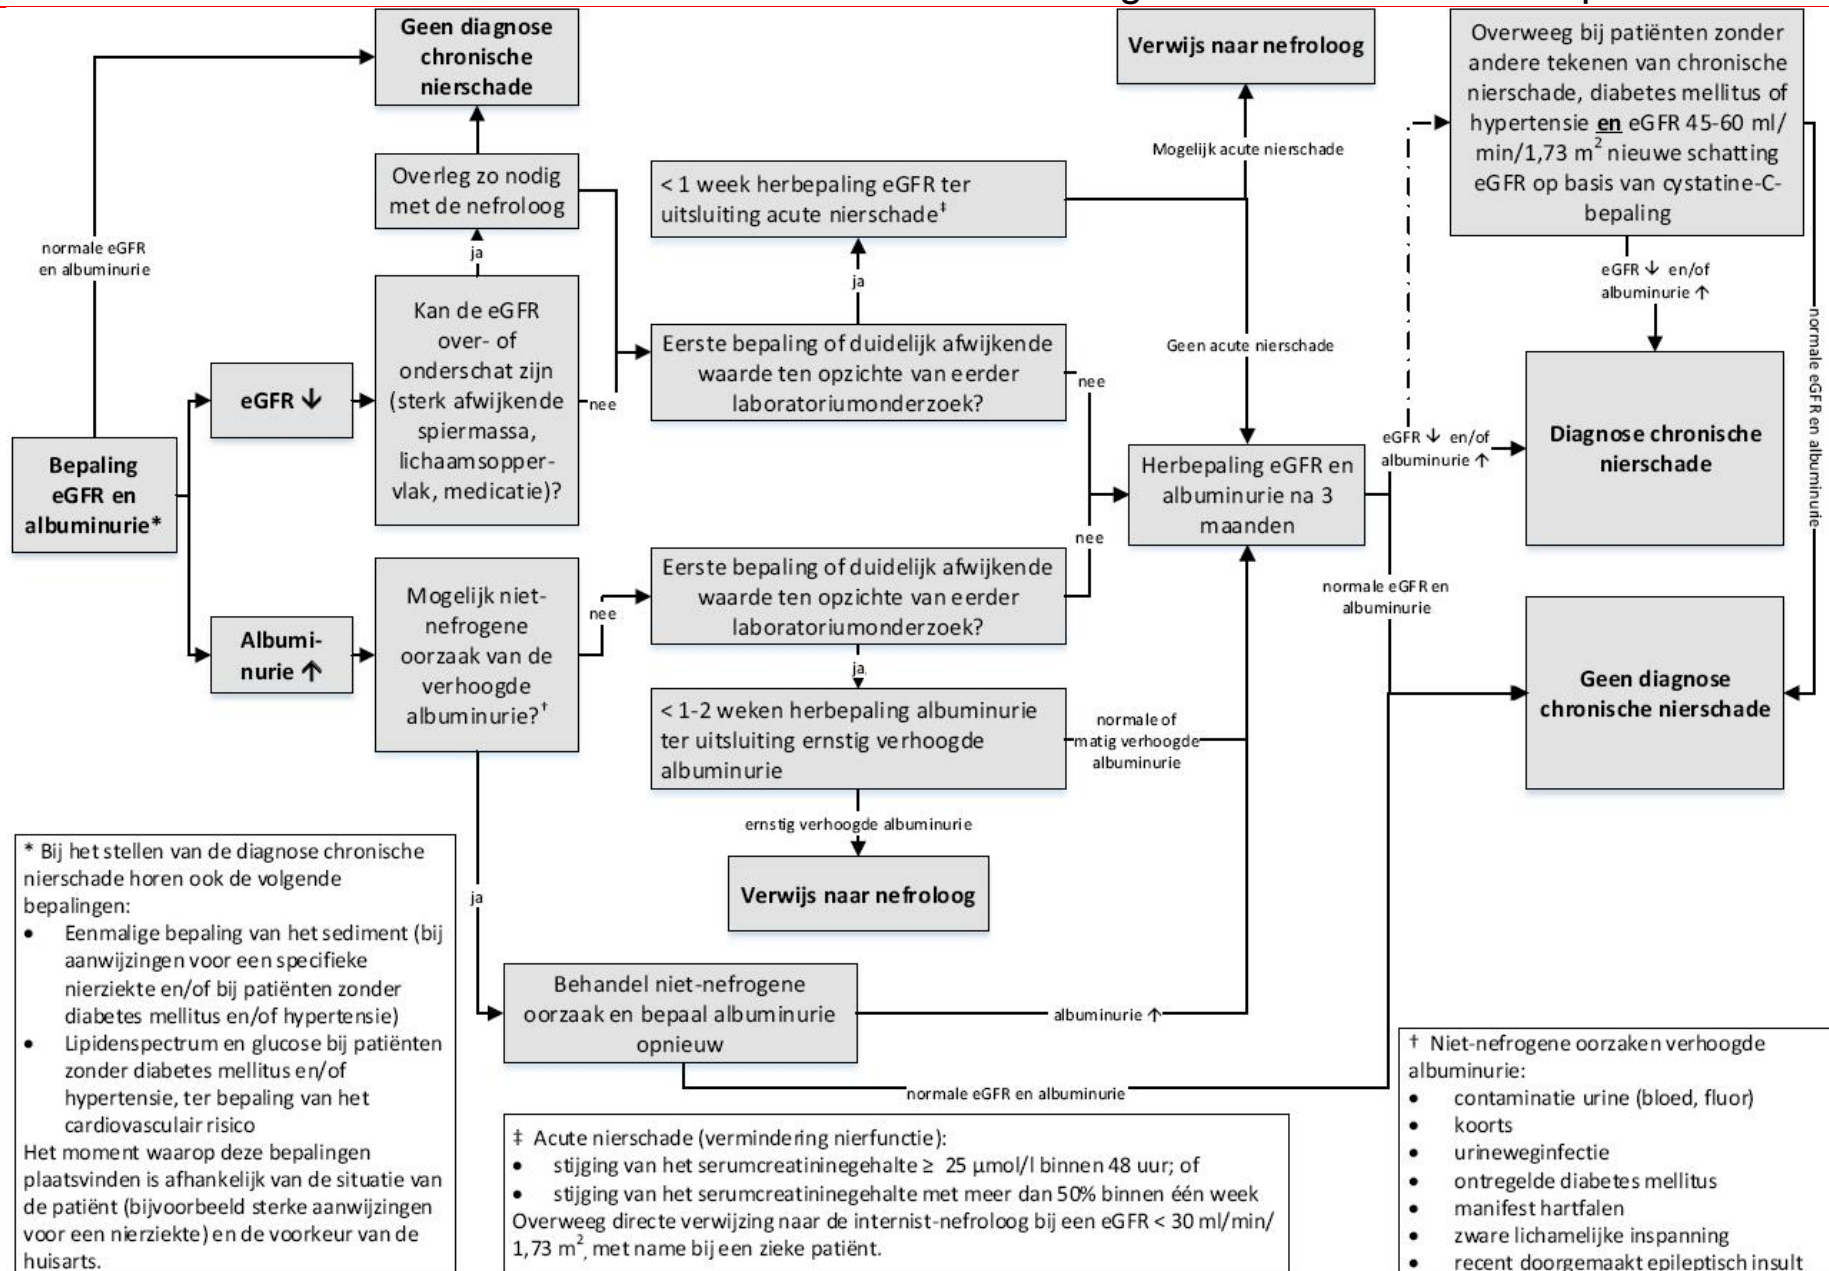 Geen diagnose
chronische
nierschade
Verwijs naar nefroloog
Overweeg bij patiënten zonder
andere tekenen van chronische
nierschade, diabetes mellitus of
hypertensie en eGFR 45-60 ml/
min/1,73 m² nieuwe schatting
eGFR op basis van cystatine-C-
bepaling
Mogelijk acute nierschade
Overleg zo nodig
met de nefroloog
< 1 week herbepaling eGFR ter
uitsluiting acute nierschade‡
normale eGFR
en albuminurie
ja
ja
eGFR ↓ en/of
albuminurie ↑
normale eGFR en albuminurie
Kan de eGFR
over- of
onderschat zijn
(sterk afwijkende
spiermassa,
lichaamsopper-
vlak, medicatie)?
nee
Eerste bepaling of duidelijk afwijkende
waarde ten opzichte van eerder
laboratoriumonderzoek?
nee
Geen acute nierschade
eGFR ↓
Bepaling
eGFR en
albuminurie*
Herbepaling eGFR en
albuminurie na 3
maanden
eGFR ↓ en/of
albuminurie ↑
Diagnose chronische
nierschade
Albumi-
nurie ↑
Mogelijk niet-
nefrogene
oorzaak van de
verhoogde
albuminurie?†
nee
Eerste bepaling of duidelijk afwijkende
waarde ten opzichte van eerder
laboratoriumonderzoek?
nee
normale eGFR en
albuminurie
Geen diagnose
chronische nierschade
ja
< 1-2 weken herbepaling albuminurie
ter uitsluiting ernstig verhoogde
albuminurie
normale of
matig verhoogde
albuminurie
ernstig verhoogde albuminurie
Verwijs naar nefroloog
ja
Behandel niet-nefrogene
oorzaak en bepaal albuminurie
opnieuw
albuminurie ↑
normale eGFR en albuminurie
* Bij het stellen van de diagnose chronische
nierschade horen ook de volgende
bepalingen:
• Eenmalige bepaling van het sediment (bij
aanwijzingen voor een specifieke
nierziekte en/of bij patiënten zonder
diabetes mellitus en/of hypertensie)
• Lipidenspectrum en glucose bij patiënten
zonder diabetes mellitus en/of
hypertensie, ter bepaling van het
cardiovasculair risico
Het moment waarop deze bepalingen
plaatsvinden is afhankelijk van de situatie van
de patiënt (bijvoorbeeld sterke aanwijzingen
voor een nierziekte) en de voorkeur van de
huisarts.
‡ Acute nierschade (vermindering nierfunctie):
• stijging van het serumcreatininegehalte ≥ 25 μmol/l binnen 48 uur; of
• stijging van het serumcreatininegehalte met meer dan 50% binnen één week
Overweeg directe verwijzing naar de internist-nefroloog bij een eGFR < 30 ml/min/
1,73 m², met name bij een zieke patiënt.
† Niet-nefrogene oorzaken verhoogde
albuminurie:
• contaminatie urine (bloed, fluor)
• koorts
• urineweginfectie
• ontregelde diabetes mellitus
• manifest hartfalen
• zware lichamelijke inspanning
• recent doorgemaakt epileptisch insult